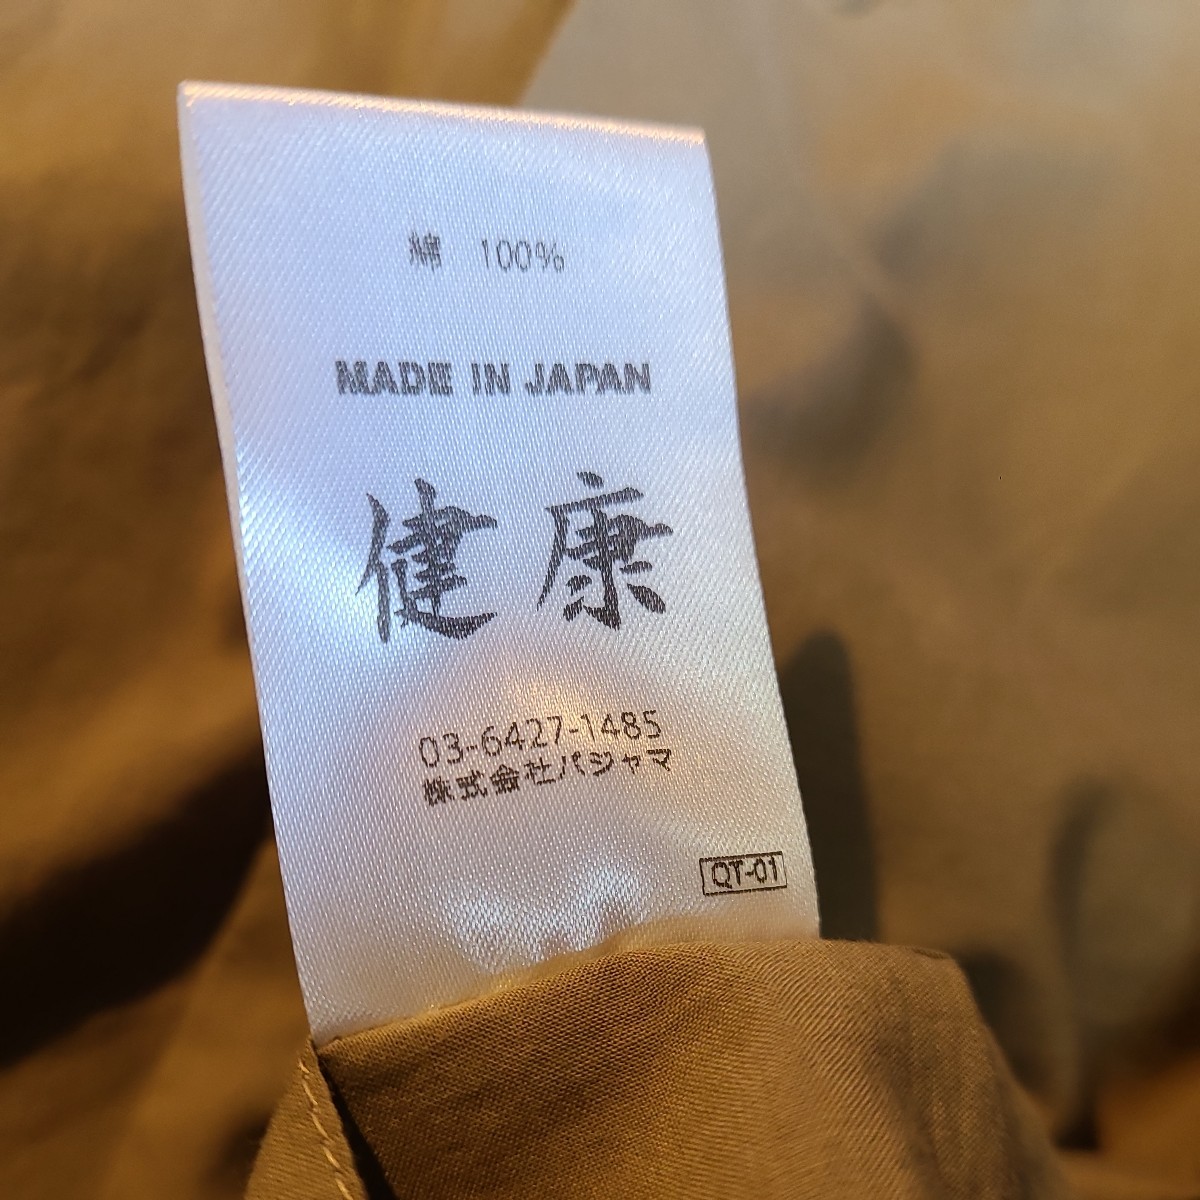 綿 100%
MADE IN JAPAN
健康
03-6427-1485
株式会社パジャマ
QT-01